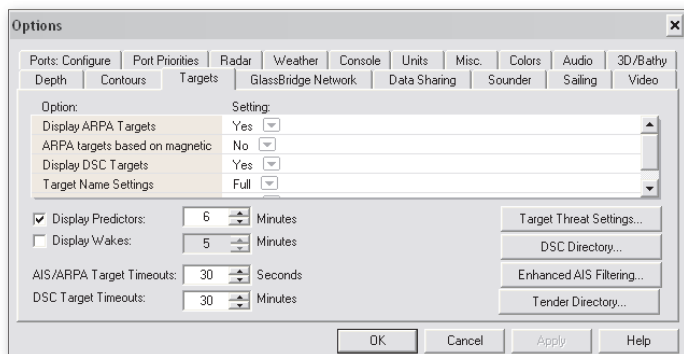 Options
Ports: Configure Port Priorities Radar Weather Console Units Misc. Colors Audio 3D/Bathy
Depth Contours Targets GlassBridge Network Data Sharing Sounder Sailing Video
Option: Setting:
Display ARPA Targets Yes
ARPA targets based on magnetic No
Display DSC Targets Yes
Target Name Settings Full
Display Predictors: 6 Minutes Target Threat Settings...
Display Wakes: 5 Minutes DSC Directory...
AIS/ARPA Target Timeouts: 30 Seconds Enhanced AIS Filtering...
DSC Target Timeouts: 30 Minutes Tender Directory...
OK Cancel Apply Help